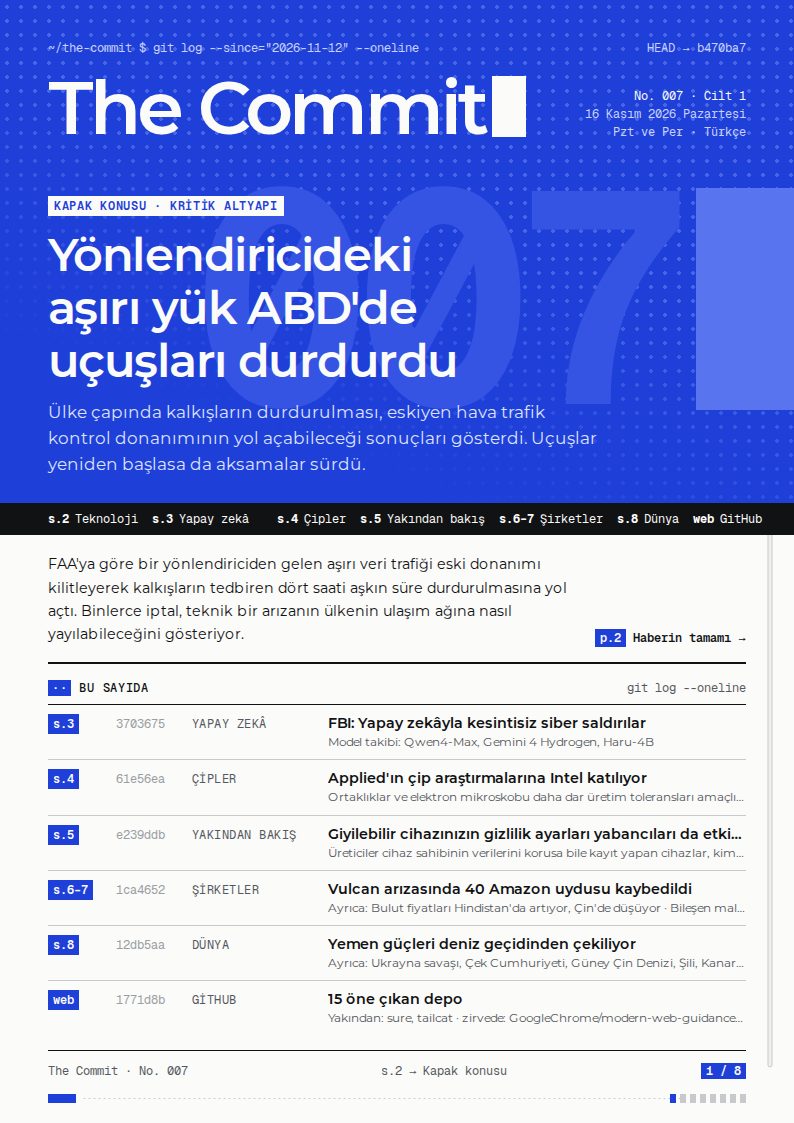 ~/the-commit $ git log --since="2026-11-12" --oneline
HEAD → b470ba7
The Commit
No. 007 · Cilt 1
16 Kasım 2026 Pazartesi
Pzt ve Per · Türkçe
007
KAPAK KONUSU · KRİTİK ALTYAPI
Yönlendiricideki
aşırı yük ABD'de
uçuşları durdurdu
Ülke çapında kalkışların durdurulması, eskiyen hava trafik
kontrol donanımının yol açabileceği sonuçları gösterdi. Uçuşlar
yeniden başlasa da aksamalar sürdü.
s.2 Teknoloji s.3 Yapay zekâ s.4 Çipler s.5 Yakından bakış s.6–7 Şirketler s.8 Dünya web GitHub
FAA'ya göre bir yönlendiriciden gelen aşırı veri trafiği eski donanımı
kilitleyerek kalkışların tedbiren dört saati aşkın süre durdurulmasına yol
açtı. Binlerce iptal, teknik bir arızanın ülkenin ulaşım ağına nasıl
yayılabileceğini gösteriyor.
p.2 Haberin tamamı →
·· BU SAYIDA
git log --oneline
s.3 3703675 YAPAY ZEKÂ FBI: Yapay zekâyla kesintisiz siber saldırılar
Model takibi: Qwen4-Max, Gemini 4 Hydrogen, Haru-4B
s.4 61e56ea ÇİPLER Applied'ın çip araştırmalarına Intel katılıyor
Ortaklıklar ve elektron mikroskobu daha dar üretim toleransları amaçlı…
s.5 e239ddb YAKINDAN BAKIŞ Giyilebilir cihazınızın gizlilik ayarları yabancıları da etki…
Üreticiler cihaz sahibinin verilerini korusa bile kayıt yapan cihazlar, kim…
s.6–7 1ca4652 ŞİRKETLER Vulcan arızasında 40 Amazon uydusu kaybedildi
Ayrıca: Bulut fiyatları Hindistan'da artıyor, Çin'de düşüyor · Bileşen mal…
s.8 12db5aa DÜNYA Yemen güçleri deniz geçidinden çekiliyor
Ayrıca: Ukrayna savaşı, Çek Cumhuriyeti, Güney Çin Denizi, Şili, Kanar…
web 1771d8b GİTHUB 15 öne çıkan depo
Yakından: sure, tailcat · zirvede: GoogleChrome/modern-web-guidance…
The Commit · No. 007
s.2 → Kapak konusu
1 / 8